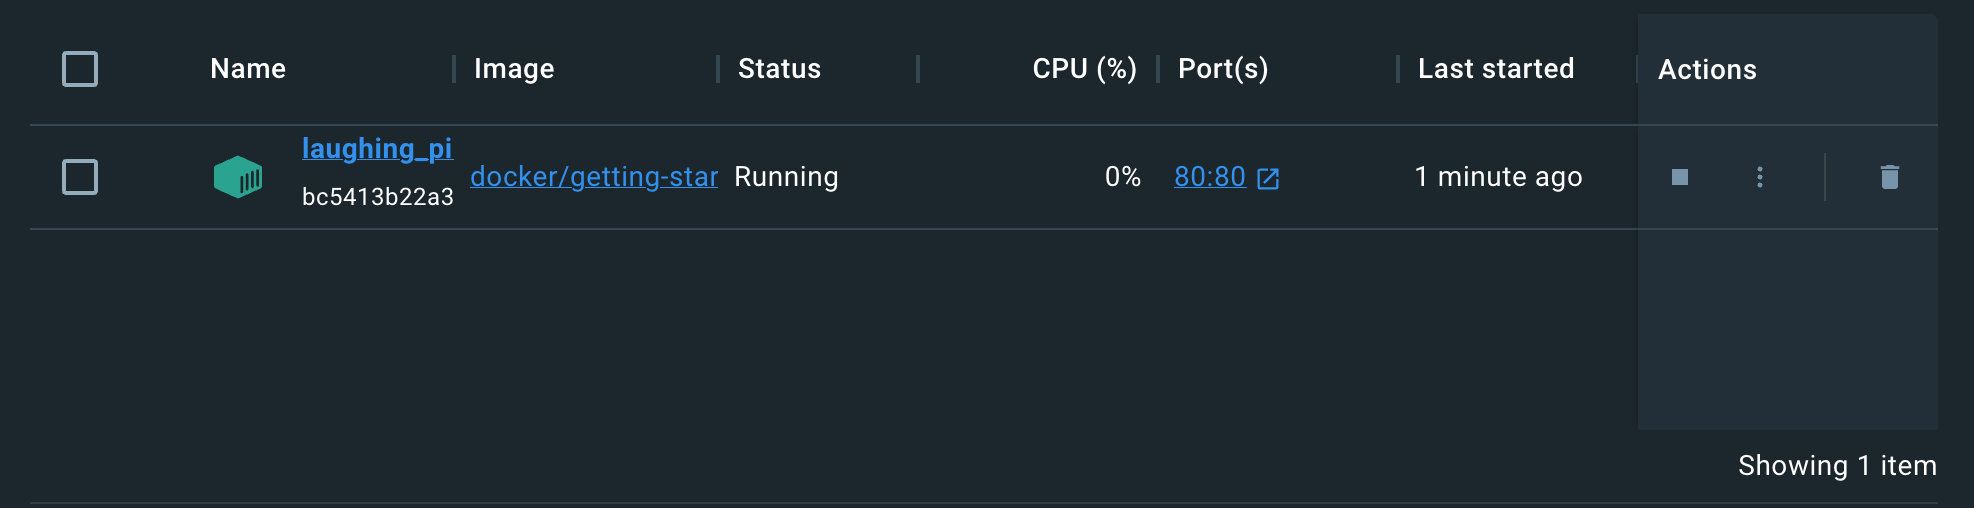 Name Image Status CPU (%) Port(s) Last started Actions
laughing_pi
bc5413b22a3
docker/getting-star Running 0% 80:80 1 minute ago
Showing 1 item